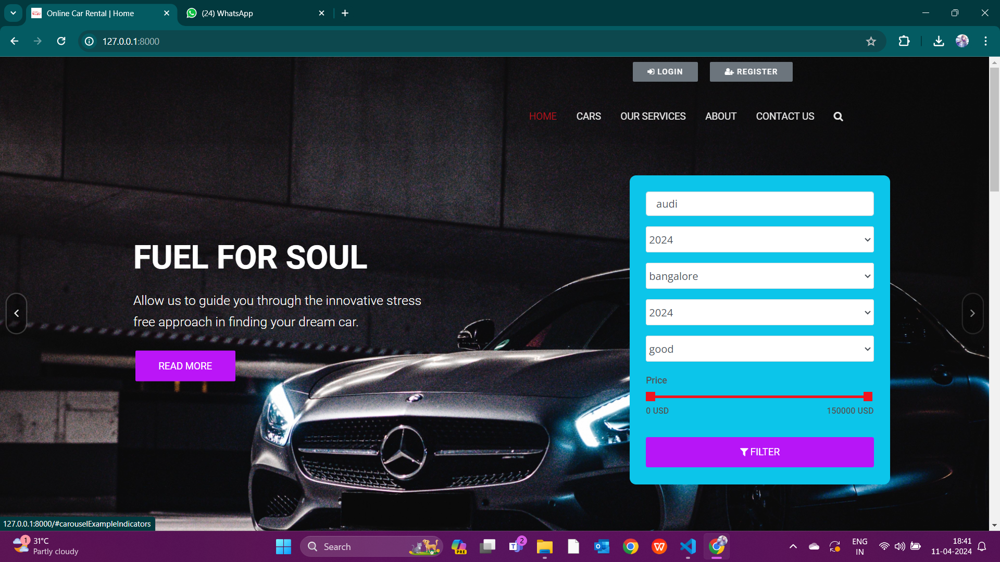 Online Car Rental | Home
(24) WhatsApp
127.0.0.1:8000
LOGIN
REGISTER
HOME
CARS
OUR SERVICES
ABOUT
CONTACT US
audi
2024
bangalore
2024
good
Price
0 USD
150000 USD
FILTER
FUEL FOR SOUL
Allow us to guide you through the innovative stress
free approach in finding your dream car.
READ MORE
127.0.0.1:8000/#carouselExampleIndicators
1
31°C
Partly cloudy
Search
PRE
T
2
W
ENG
IN
18:41
11-04-2024